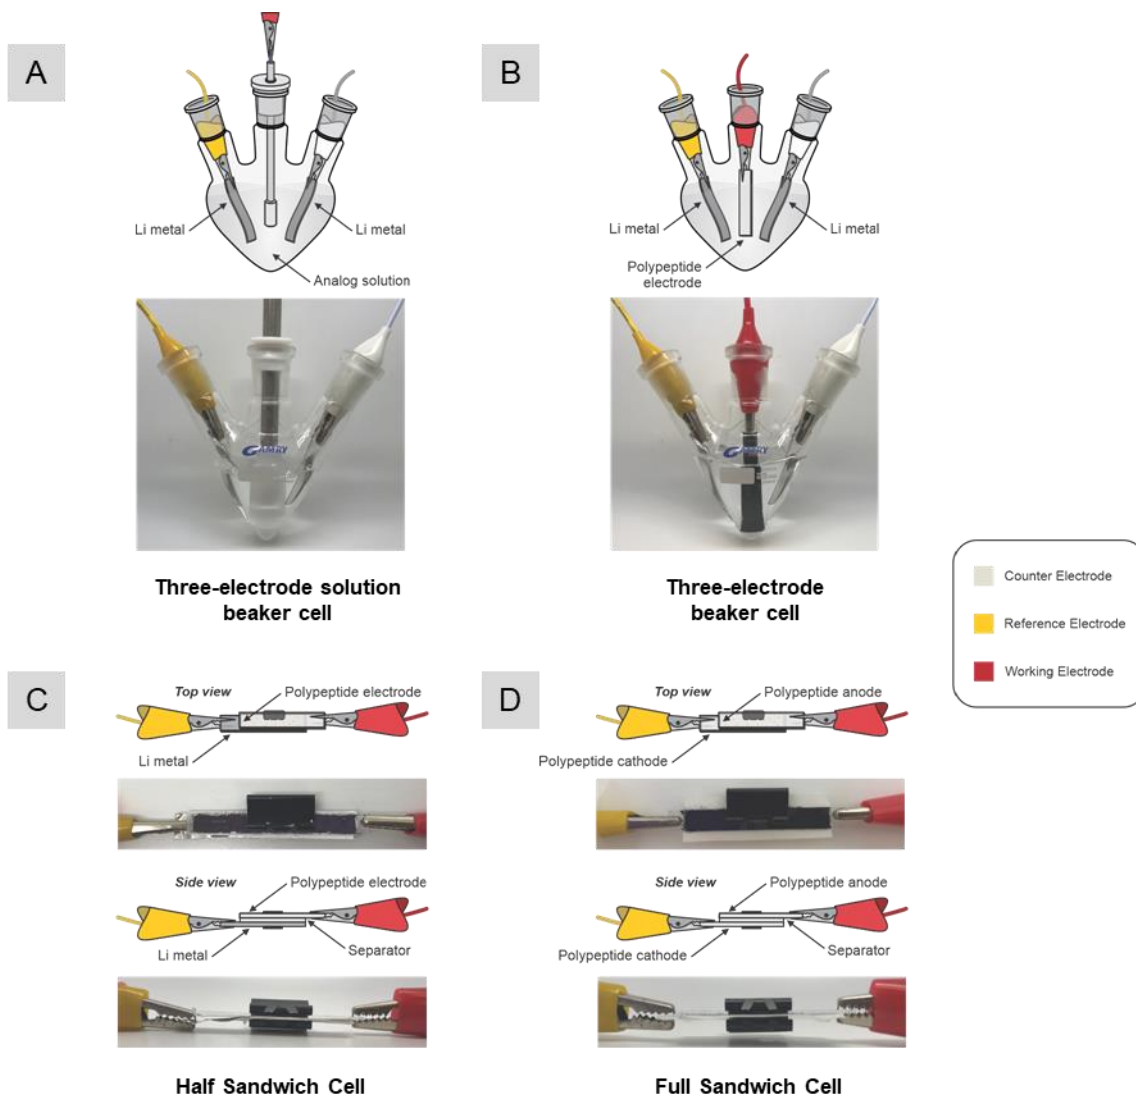 A
Li metal
Li metal
Analog solution
GAMRY
Three-electrode solution
beaker cell
B
Li metal
Li metal
Polypeptide
electrode
GAMRY
Three-electrode
beaker cell
Counter Electrode
Reference Electrode
Working Electrode
C
Top view
Polypeptide electrode
Li metal
Side view
Polypeptide electrode
Li metal
Separator
Half Sandwich Cell
D
Top view
Polypeptide anode
Polypeptide cathode
Side view
Polypeptide anode
Polypeptide cathode
Separator
Full Sandwich Cell